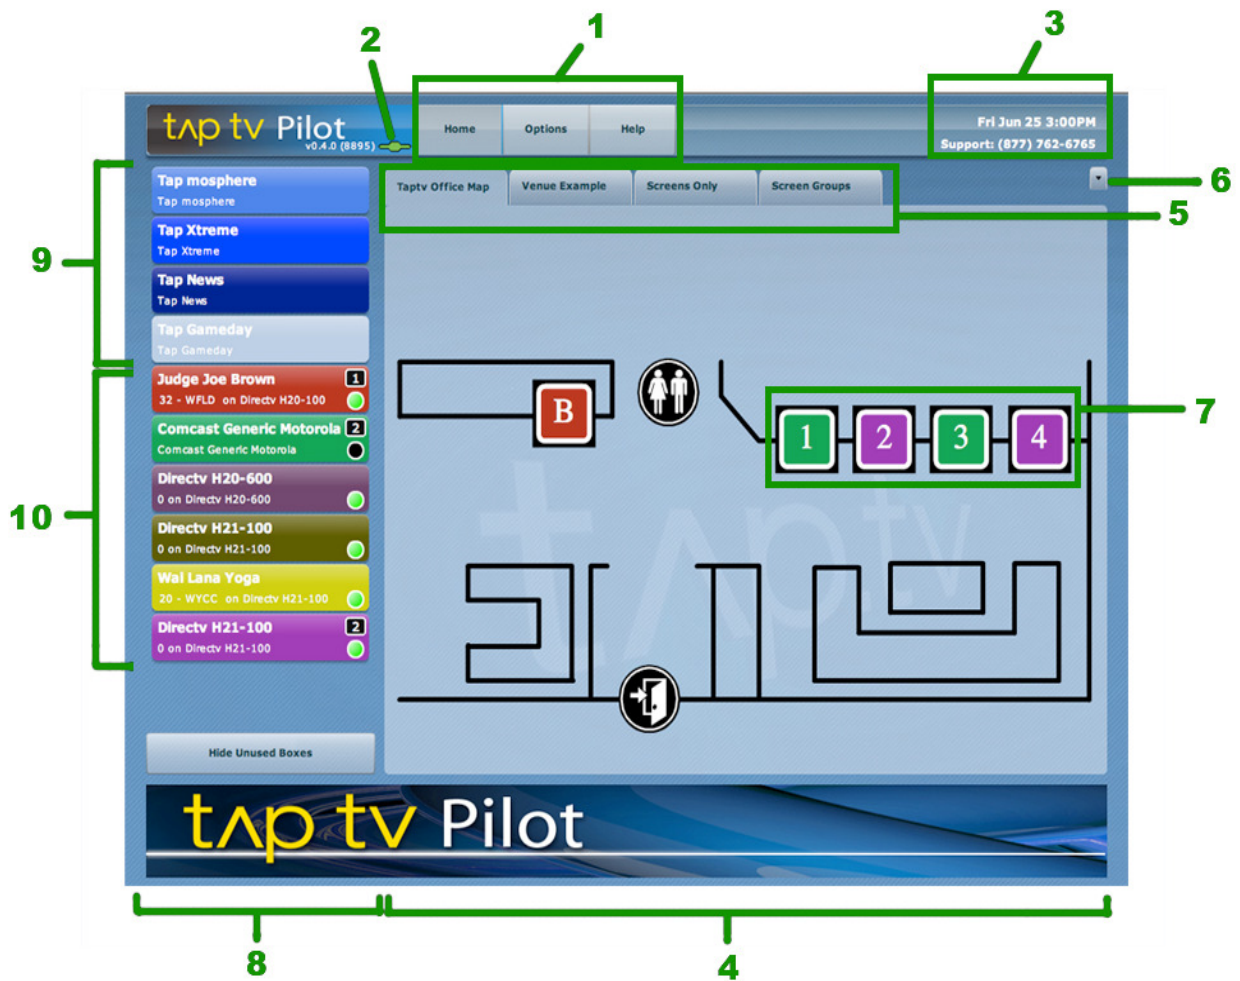 1
2
3
tap tv Pilot
v0.4.0 (8895)
Home
Options
Help
Fri Jun 25 3:00PM
Support: (877) 762-6765
Taptv Office Map
Venue Example
Screens Only
Screen Groups
6
5
Tap mosphere
Tap mosphere
Tap Xtreme
Tap Xtreme
9
Tap News
Tap News
Tap Gameday
Tap Gameday
Judge Joe Brown 1
32 - WFLD on Directv H20-100
Comcast Generic Motorola 2
Comcast Generic Motorola
Directv H20-600
0 on Directv H20-600
10
Directv H21-100
0 on Directv H21-100
Wai Lana Yoga
20 - WYCC on Directv H21-100
Directv H21-100 2
0 on Directv H21-100
B
1 2 3 4
7
tap tv
Hide Unused Boxes
tap tv Pilot
8
4